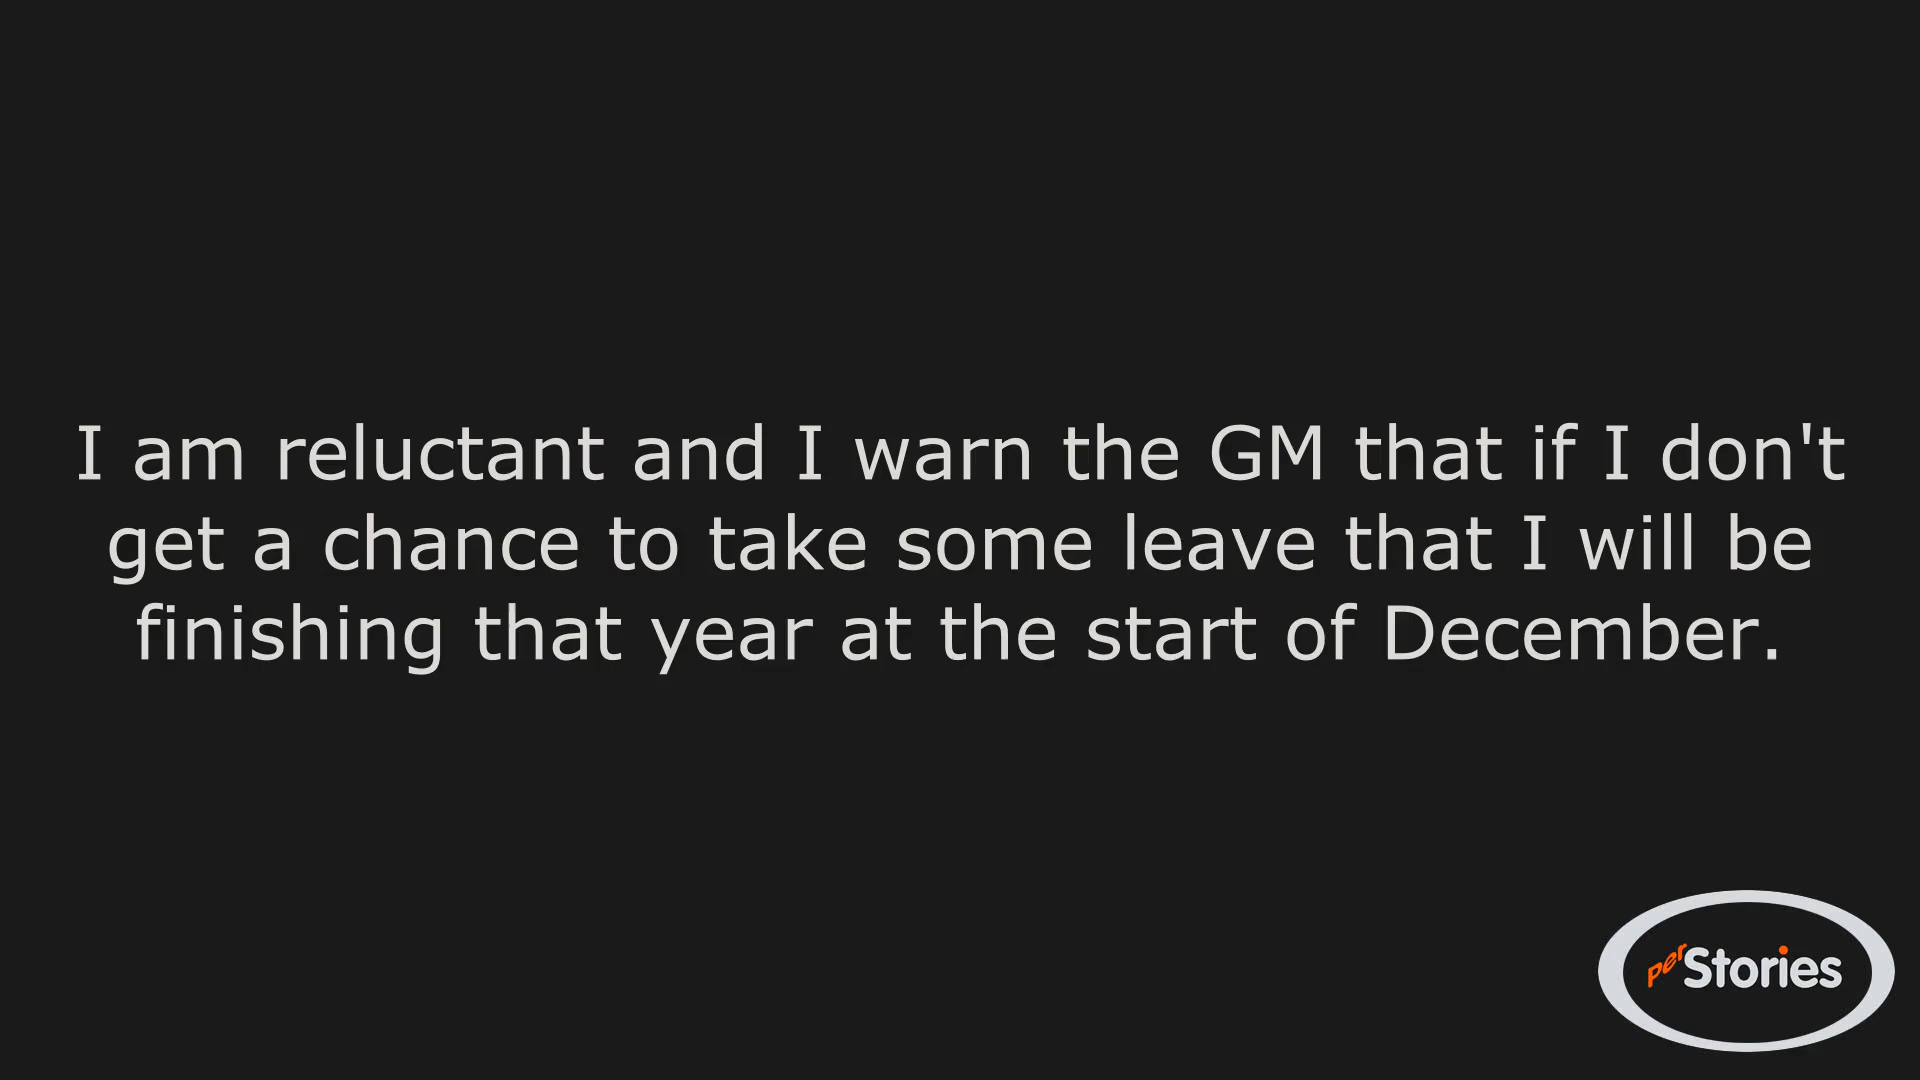 I am reluctant and I warn the GM that if I don't
get a chance to take some leave that I will be
finishing that year at the start of December.
perStories